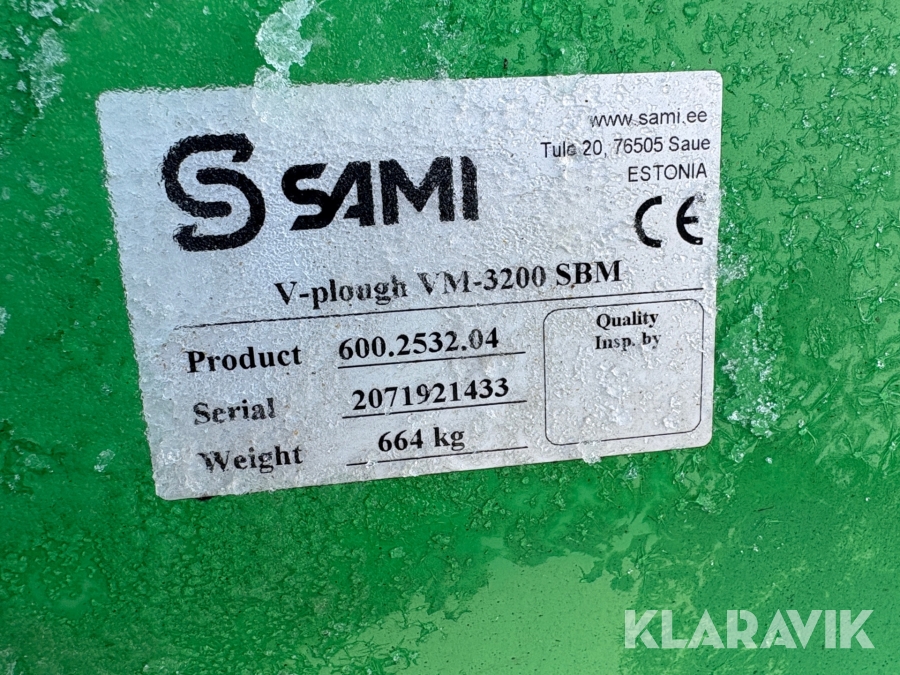 SAMI
www.sami.ee
Tule 20, 76505 Saue
ESTONIA
CE
V-plough VM-3200 SBM
Product 600.2532.04
Serial 2071921433
Weight 664 kg
Quality
Insp. by
KLARAVIK